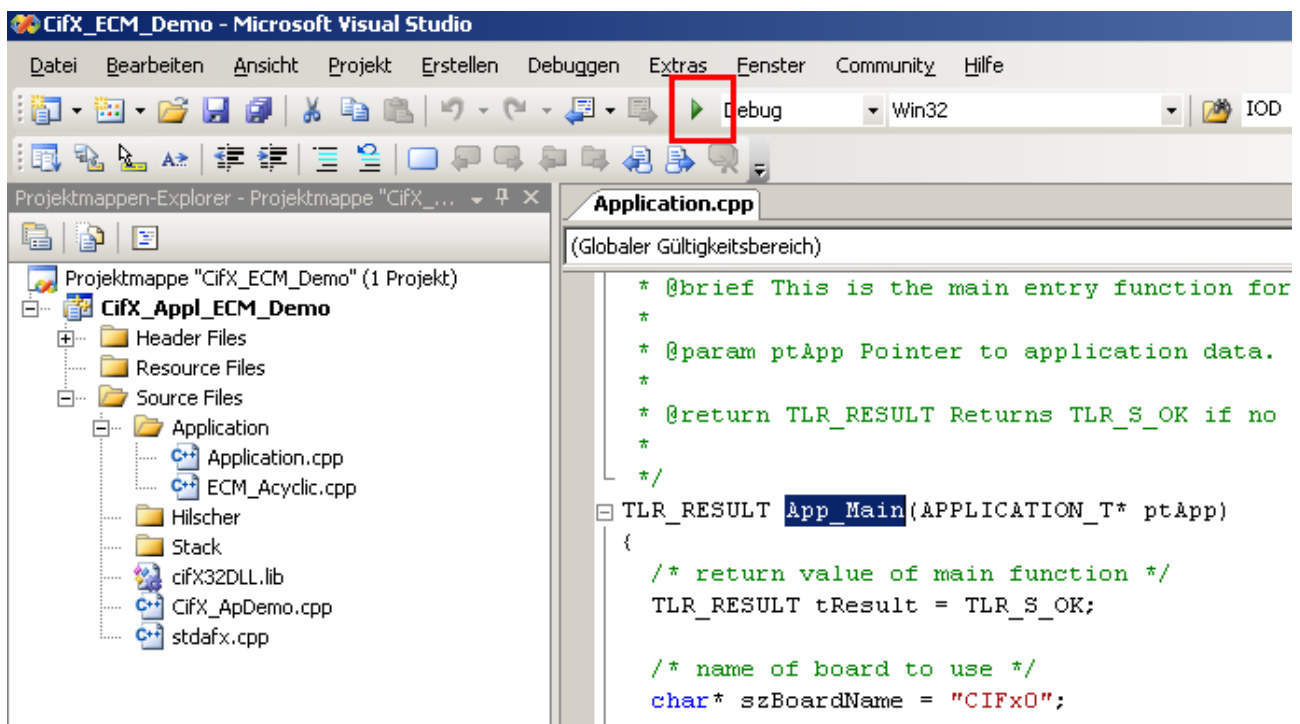 CifX_ECM_Demo - Microsoft Visual Studio
Datei Bearbeiten Ansicht Projekt Erstellen Debuggen Extras Fenster Community Hilfe
Debug Win32 IOD
Projektmappen-Explorer - Projektmappe "CifX_...
Application.cpp
(Globaler Gültigkeitsbereich)
Projektmappe "CifX_ECM_Demo" (1 Projekt)
CifX_Appl_ECM_Demo
Header Files
Resource Files
Source Files
Application
Application.cpp
ECM_Acyclic.cpp
Hilscher
Stack
cifX32DLL.lib
CifX_ApDemo.cpp
stdafx.cpp
* @brief This is the main entry function for
*
* @param ptApp Pointer to application data.
*
* @return TLR_RESULT Returns TLR_S_OK if no
*
*/
TLR_RESULT App_Main(APPLICATION_T* ptApp)
{
/* return value of main function */
TLR_RESULT tResult = TLR_S_OK;
/* name of board to use */
char* szBoardName = "CIFx0";